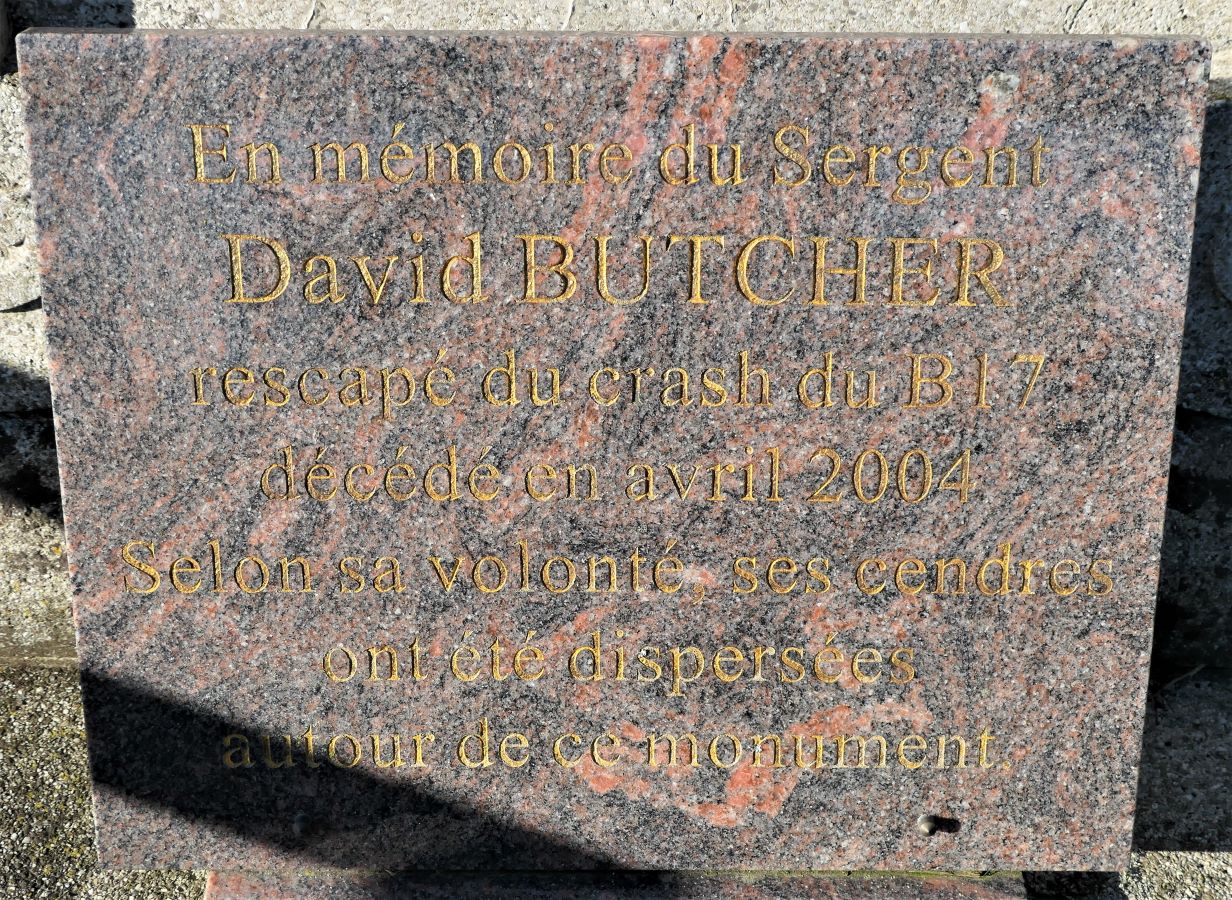 En mémoire du Sergent
David BUTCHER
rescapé du crash du B17
décédé en avril 2004
Selon sa volonté, ses cendres
ont été dispersées
autour de ce monument.